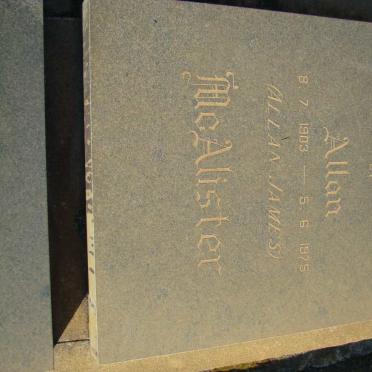 Allan
8 7 1903 — 5 6 1975
(ALLAN JAMES)
McAlister